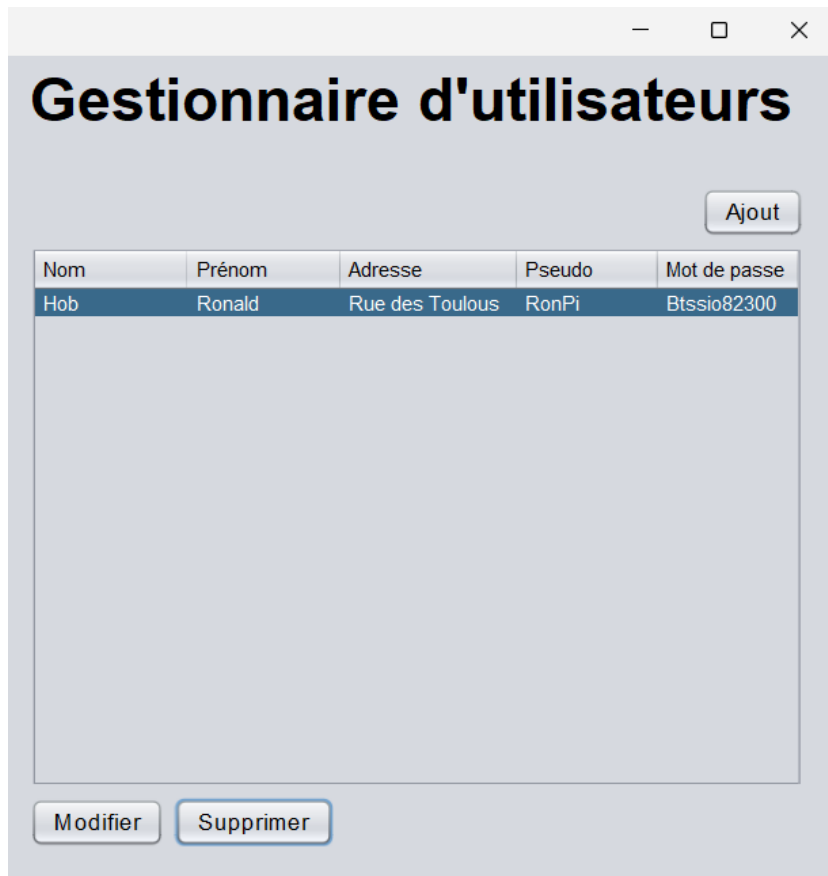 Gestionnaire d'utilisateurs
Ajout
Nom Prénom Adresse Pseudo Mot de passe
Hob Ronald Rue des Toulous RonPi Btssio82300
Modifier Supprimer